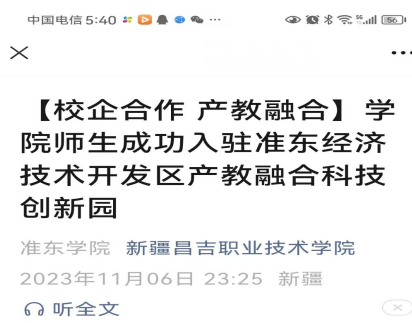 中国电信 5:40
56
【校企合作 产教融合】学
院师生成功入驻准东经济
技术开发区产教融合科技
创新园
准东学院 新疆昌吉职业技术学院
2023年11月06日 23:25 新疆
听全文